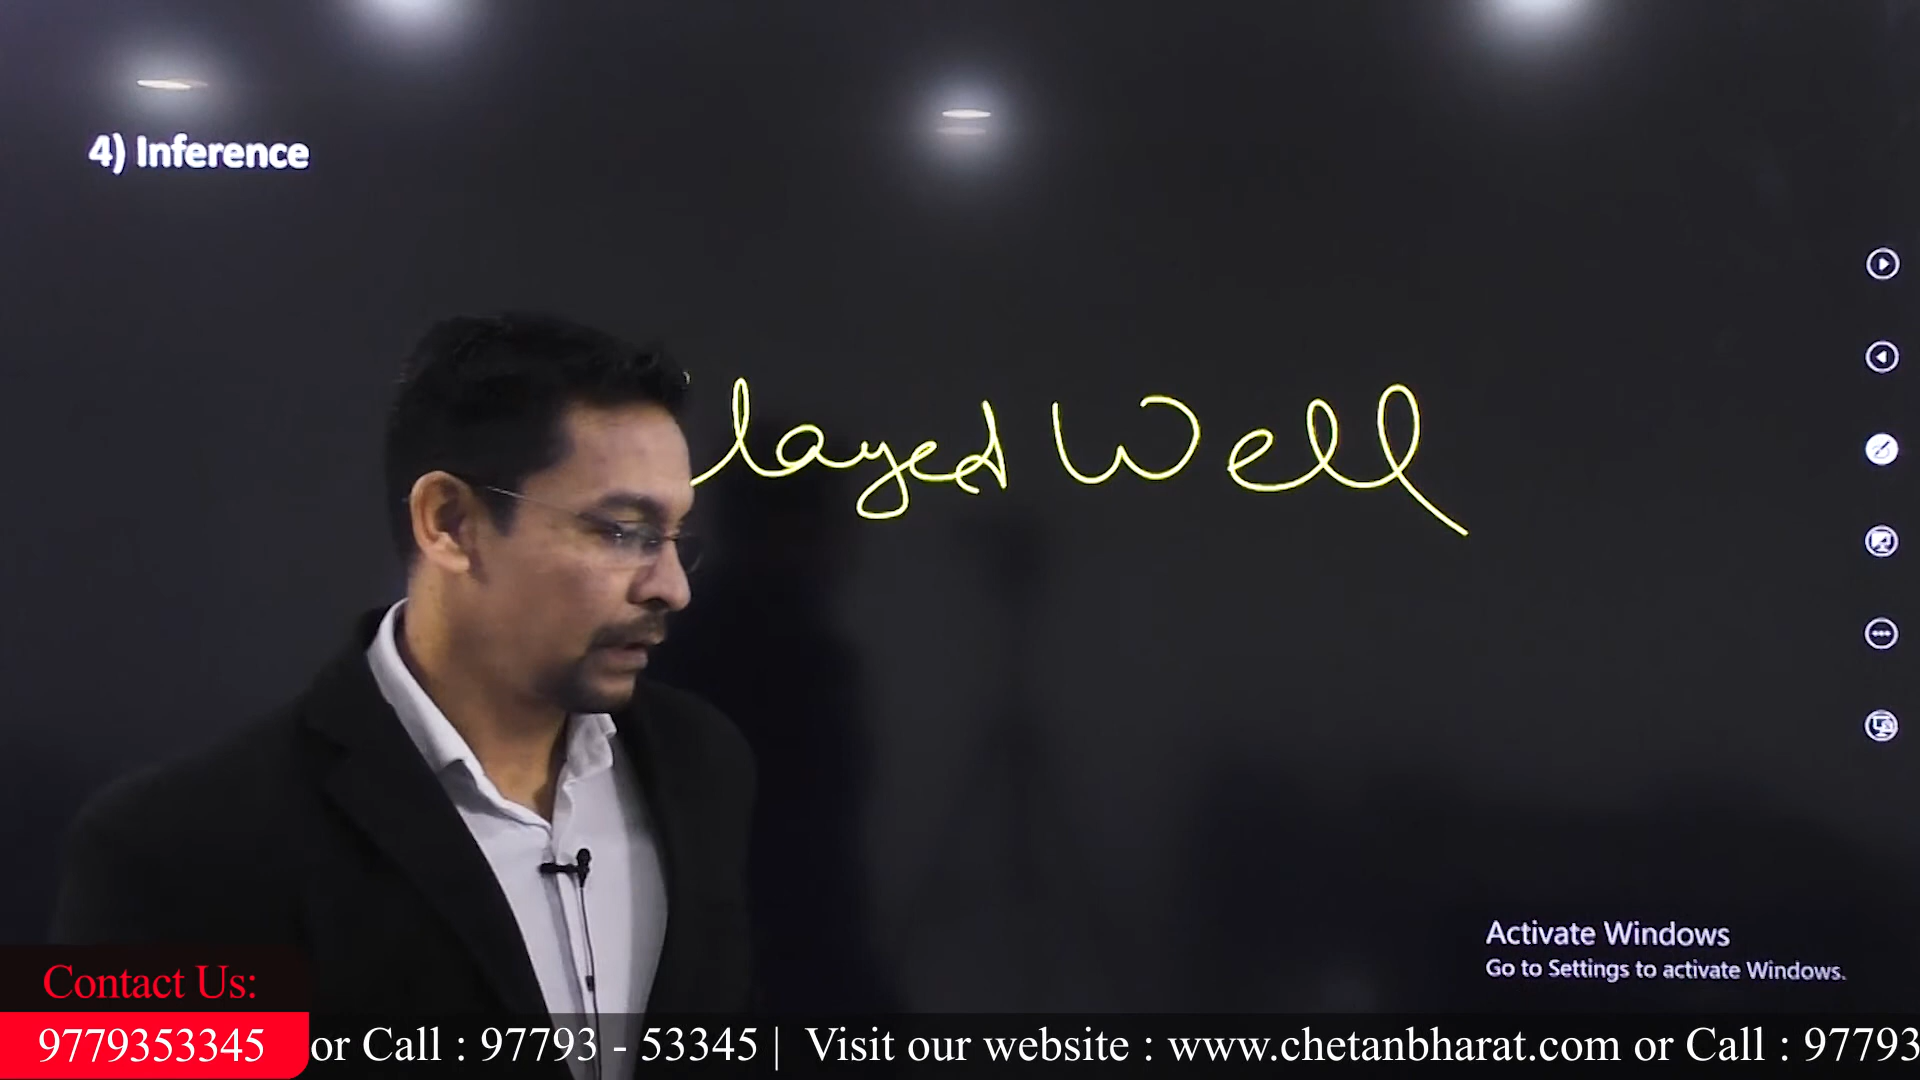 4) Inference
layed Well
Activate Windows
Go to Settings to activate Windows.
Contact Us:
9779353345
or Call : 97793 - 53345 | Visit our website : www.chetanbharat.com or Call : 97793